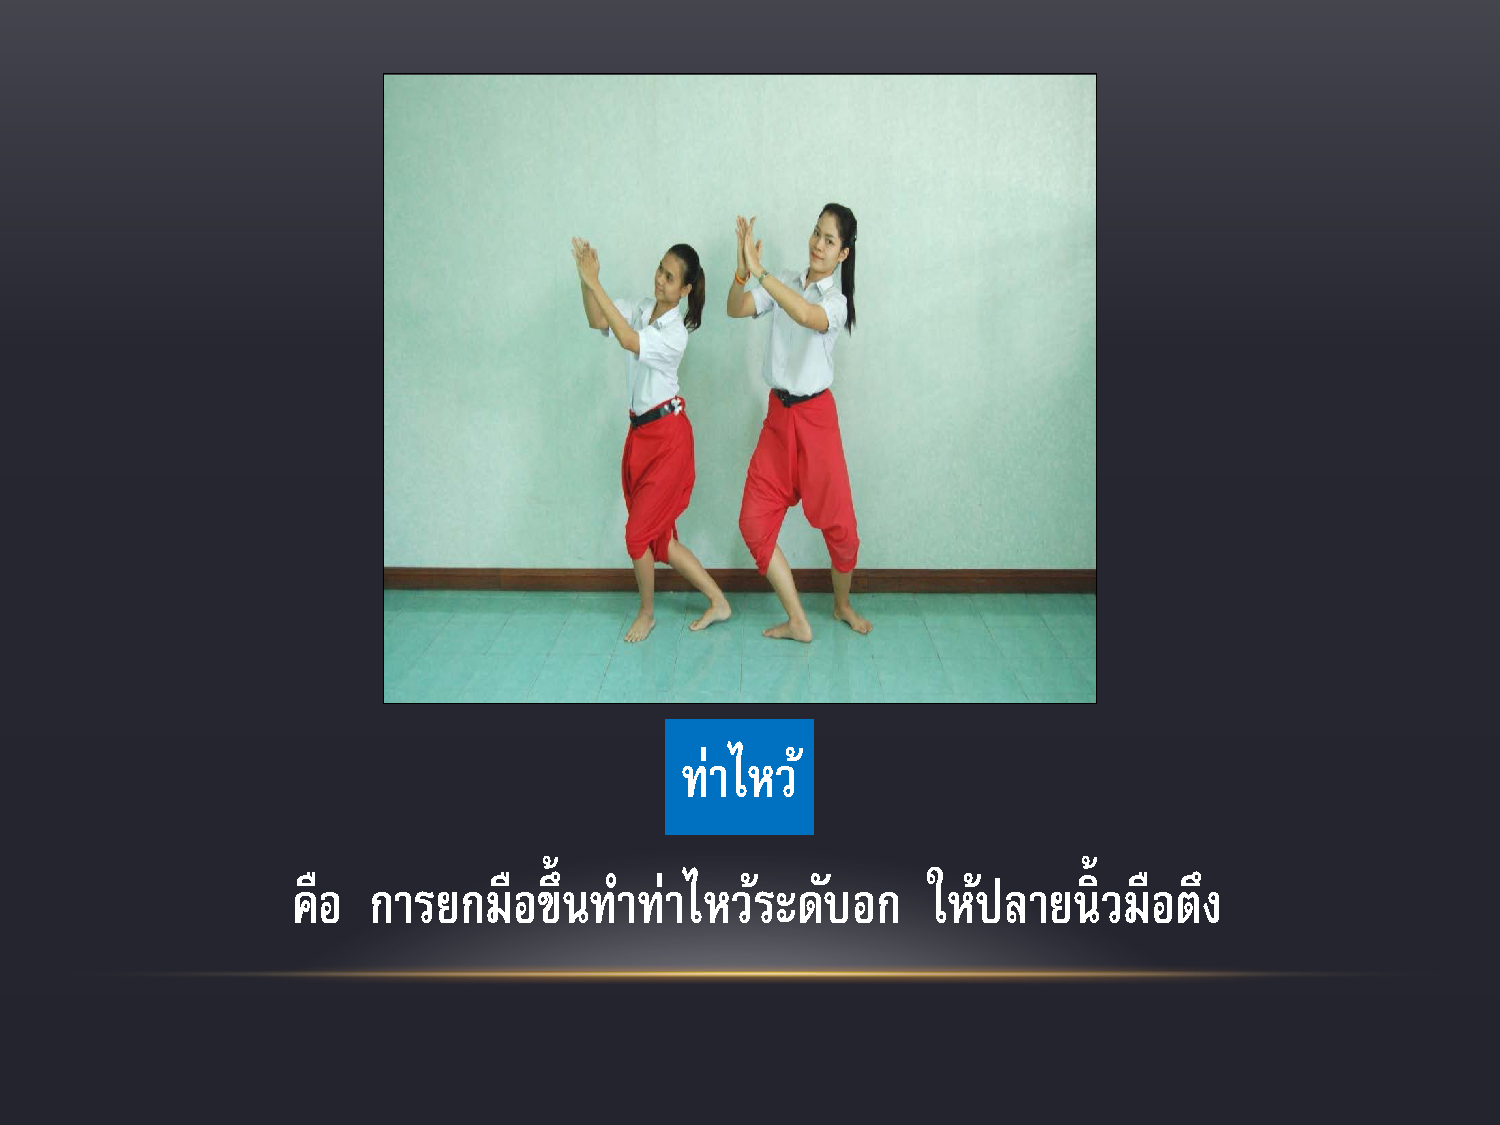 ท่าไหว้
คือ การยกมือขึ้นทำท่าไหว้ระดับอก ให้ปลายนิ้วมือตึง